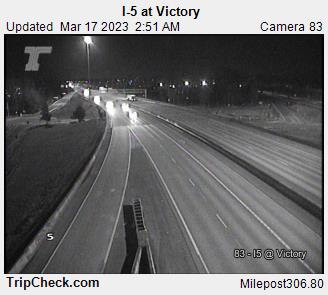 I-5 at Victory
Updated Mar 17 2023 2:51 AM Camera 83
T
S
83 - I5 @ Victory
TripCheck.com Milepost306.80